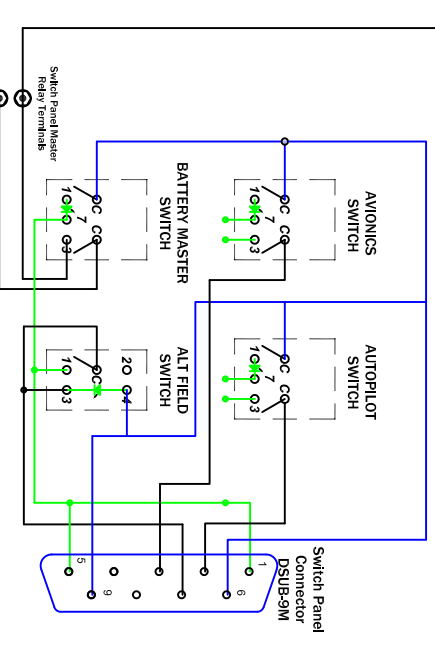 Switch Panel Master
Relay Terminals
BATTERY MASTER
SWITCH
1
C
7
C
3
AVIONICS
SWITCH
1
C
7
C
3
ALT FIELD
SWITCH
2
1
C
4
3
AUTOPILOT
SWITCH
1
C
7
C
3
Switch Panel
Connector
DSUB-9M
5
1
9
6